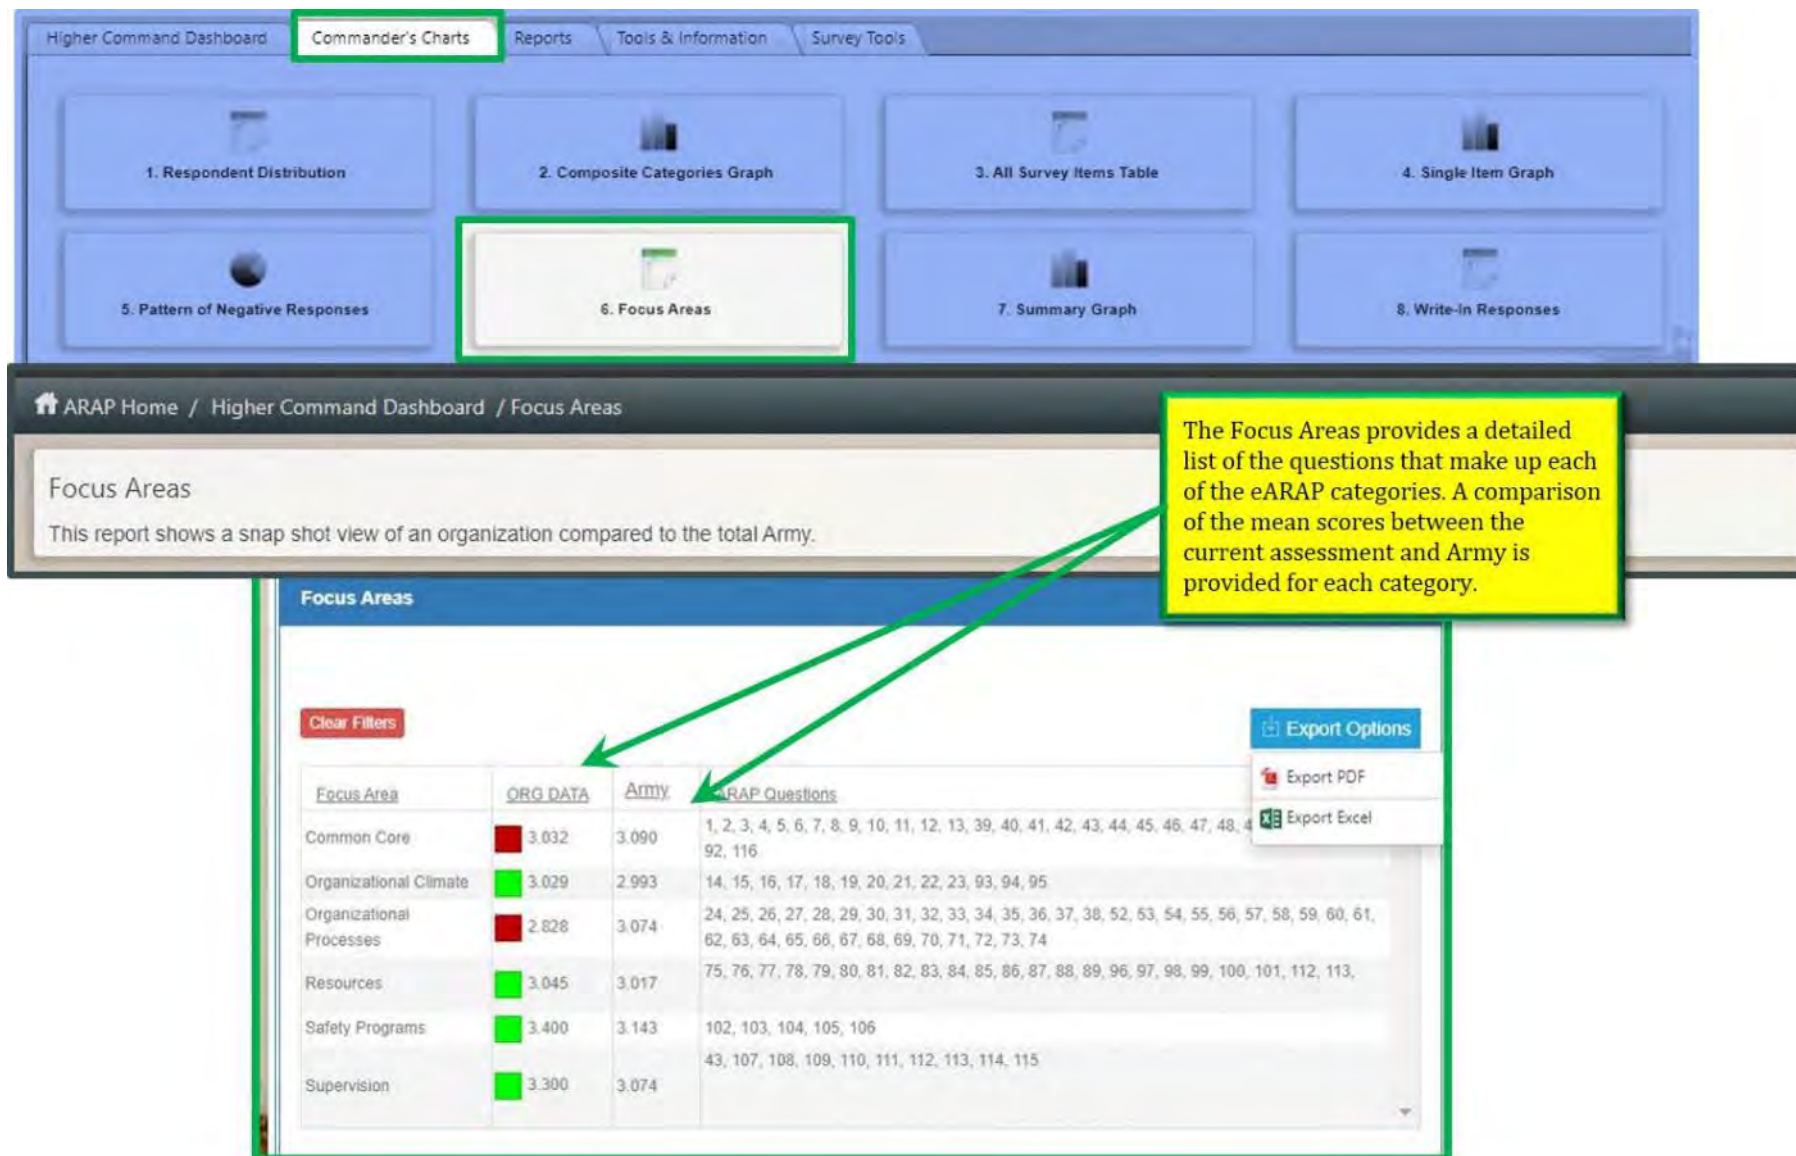 Higher Command Dashboard Commander's Charts Reports Tools & Information Survey Tools
1. Respondent Distribution 2. Composite Categories Graph 3. All Survey Items Table 4. Single Item Graph
5. Pattern of Negative Responses 6. Focus Areas 7. Summary Graph 8. Write-In Responses
ARAP Home / Higher Command Dashboard / Focus Areas
Focus Areas
This report shows a snap shot view of an organization compared to the total Army.
The Focus Areas provides a detailed
list of the questions that make up each
of the eARAP categories. A comparison
of the mean scores between the
current assessment and Army is
provided for each category.
Focus Areas
Clear Filters
Export Options
Export PDF
Export Excel
Focus Area ORG DATA Army ARAP Questions
Common Core 3.032 3.090 1, 2, 3, 4, 5, 6, 7, 8, 9, 10, 11, 12, 13, 39, 40, 41, 42, 43, 44, 45, 46, 47, 48, 4
92, 116
Organizational Climate 3.029 2.993 14, 15, 16, 17, 18, 19, 20, 21, 22, 23, 93, 94, 95
Organizational
Processes 2.828 3.074 24, 25, 26, 27, 28, 29, 30, 31, 32, 33, 34, 35, 36, 37, 38, 52, 53, 54, 55, 56, 57, 58, 59, 60, 61,
62, 63, 64, 65, 66, 67, 68, 69, 70, 71, 72, 73, 74
Resources 3.045 3.017 75, 76, 77, 78, 79, 80, 81, 82, 83, 84, 85, 86, 87, 88, 89, 96, 97, 98, 99, 100, 101, 112, 113,
Safety Programs 3.400 3.143 102, 103, 104, 105, 106
Supervision 3.300 3.074 43, 107, 108, 109, 110, 111, 112, 113, 114, 115